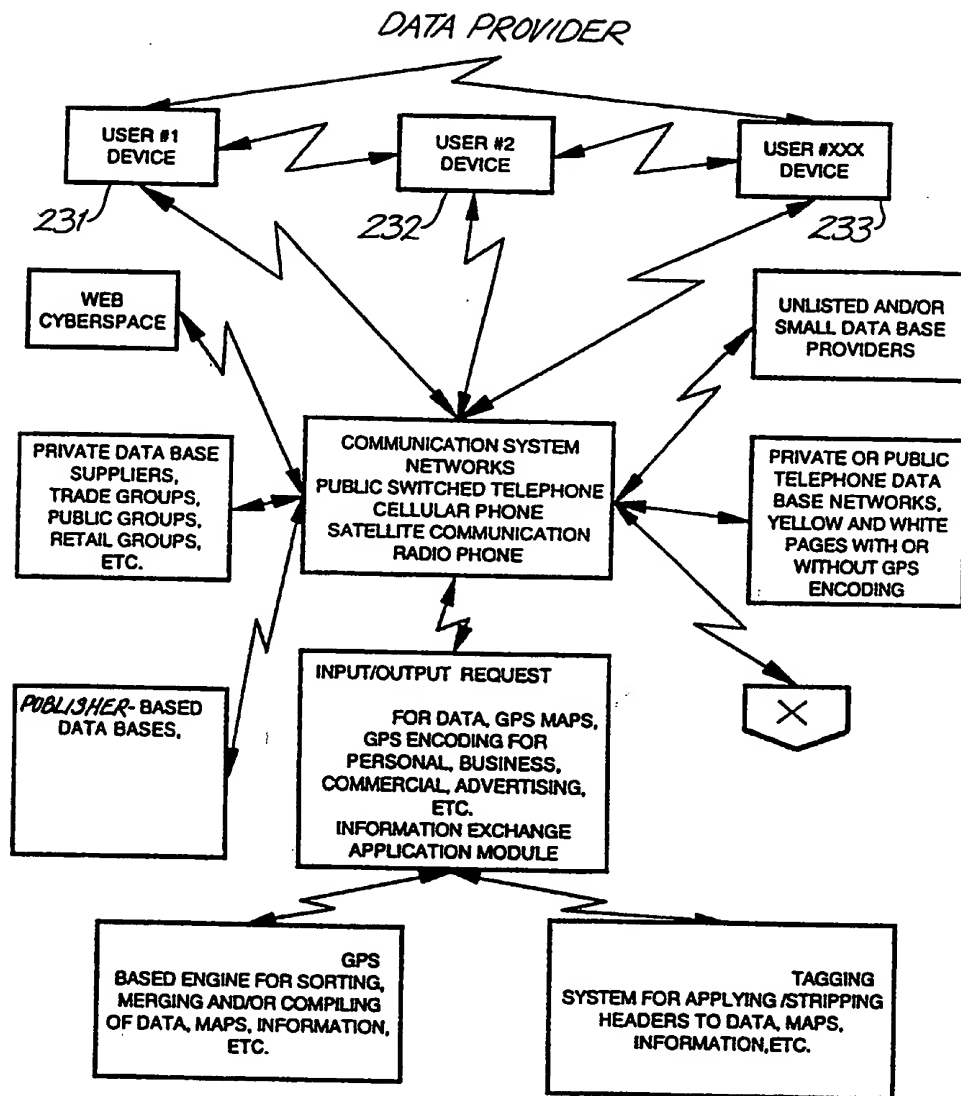 DATA PROVIDER
USER #1
DEVICE
USER #2
DEVICE
USER #XXX
DEVICE
231
232
233
WEB
CYBERSPACE
UNLISTED AND/OR
SMALL DATA BASE
PROVIDERS
PRIVATE DATA BASE
SUPPLIERS,
TRADE GROUPS,
PUBLIC GROUPS,
RETAIL GROUPS,
ETC.
COMMUNICATION SYSTEM
NETWORKS
PUBLIC SWITCHED TELEPHONE
CELLULAR PHONE
SATELLITE COMMUNICATION
RADIO PHONE
PRIVATE OR PUBLIC
TELEPHONE DATA
BASE NETWORKS,
YELLOW AND WHITE
PAGES WITH OR
WITHOUT GPS
ENCODING
POBLISHER- BASED
DATA BASES,
INPUT/OUTPUT REQUEST
FOR DATA, GPS MAPS,
GPS ENCODING FOR
PERSONAL, BUSINESS,
COMMERCIAL, ADVERTISING,
ETC.
INFORMATION EXCHANGE
APPLICATION MODULE
X
GPS
BASED ENGINE FOR SORTING,
MERGING AND/OR COMPILING
OF DATA, MAPS, INFORMATION,
ETC.
TAGGING
SYSTEM FOR APPLYING /STRIPPING
HEADERS TO DATA, MAPS,
INFORMATION,ETC.